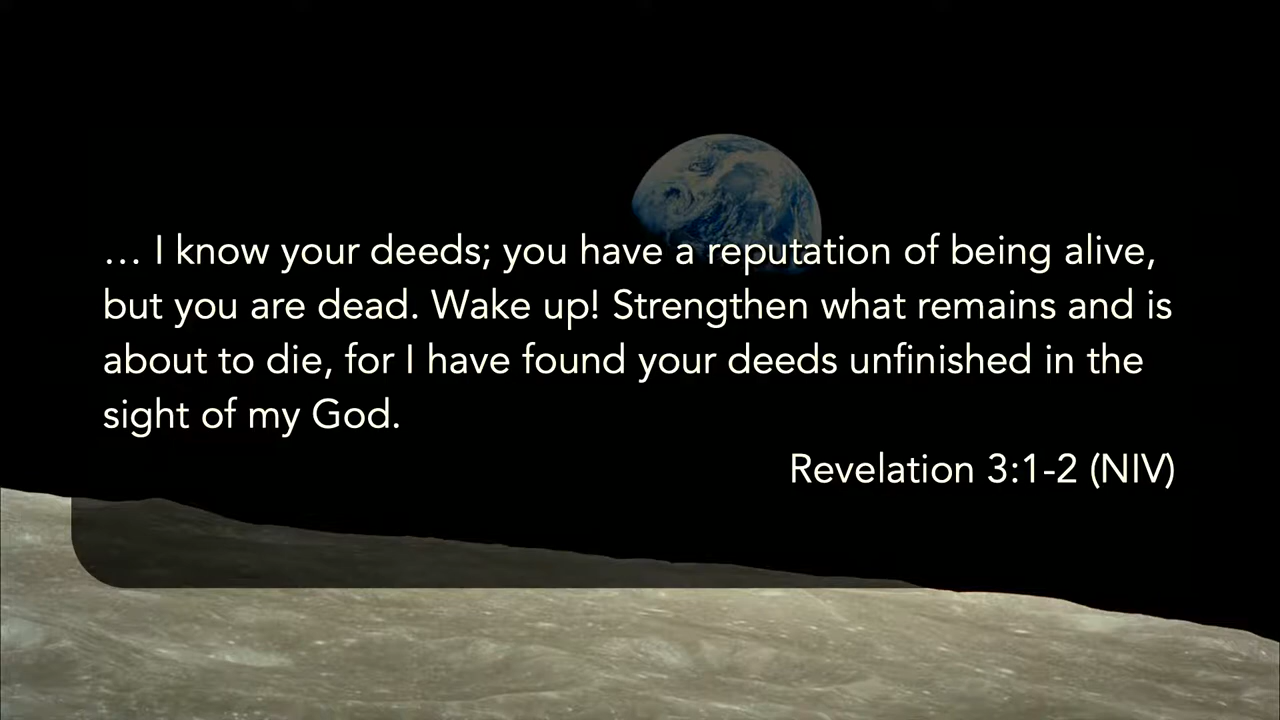 … I know your deeds; you have a reputation of being alive,
but you are dead. Wake up! Strengthen what remains and is
about to die, for I have found your deeds unfinished in the
sight of my God.
Revelation 3:1-2 (NIV)